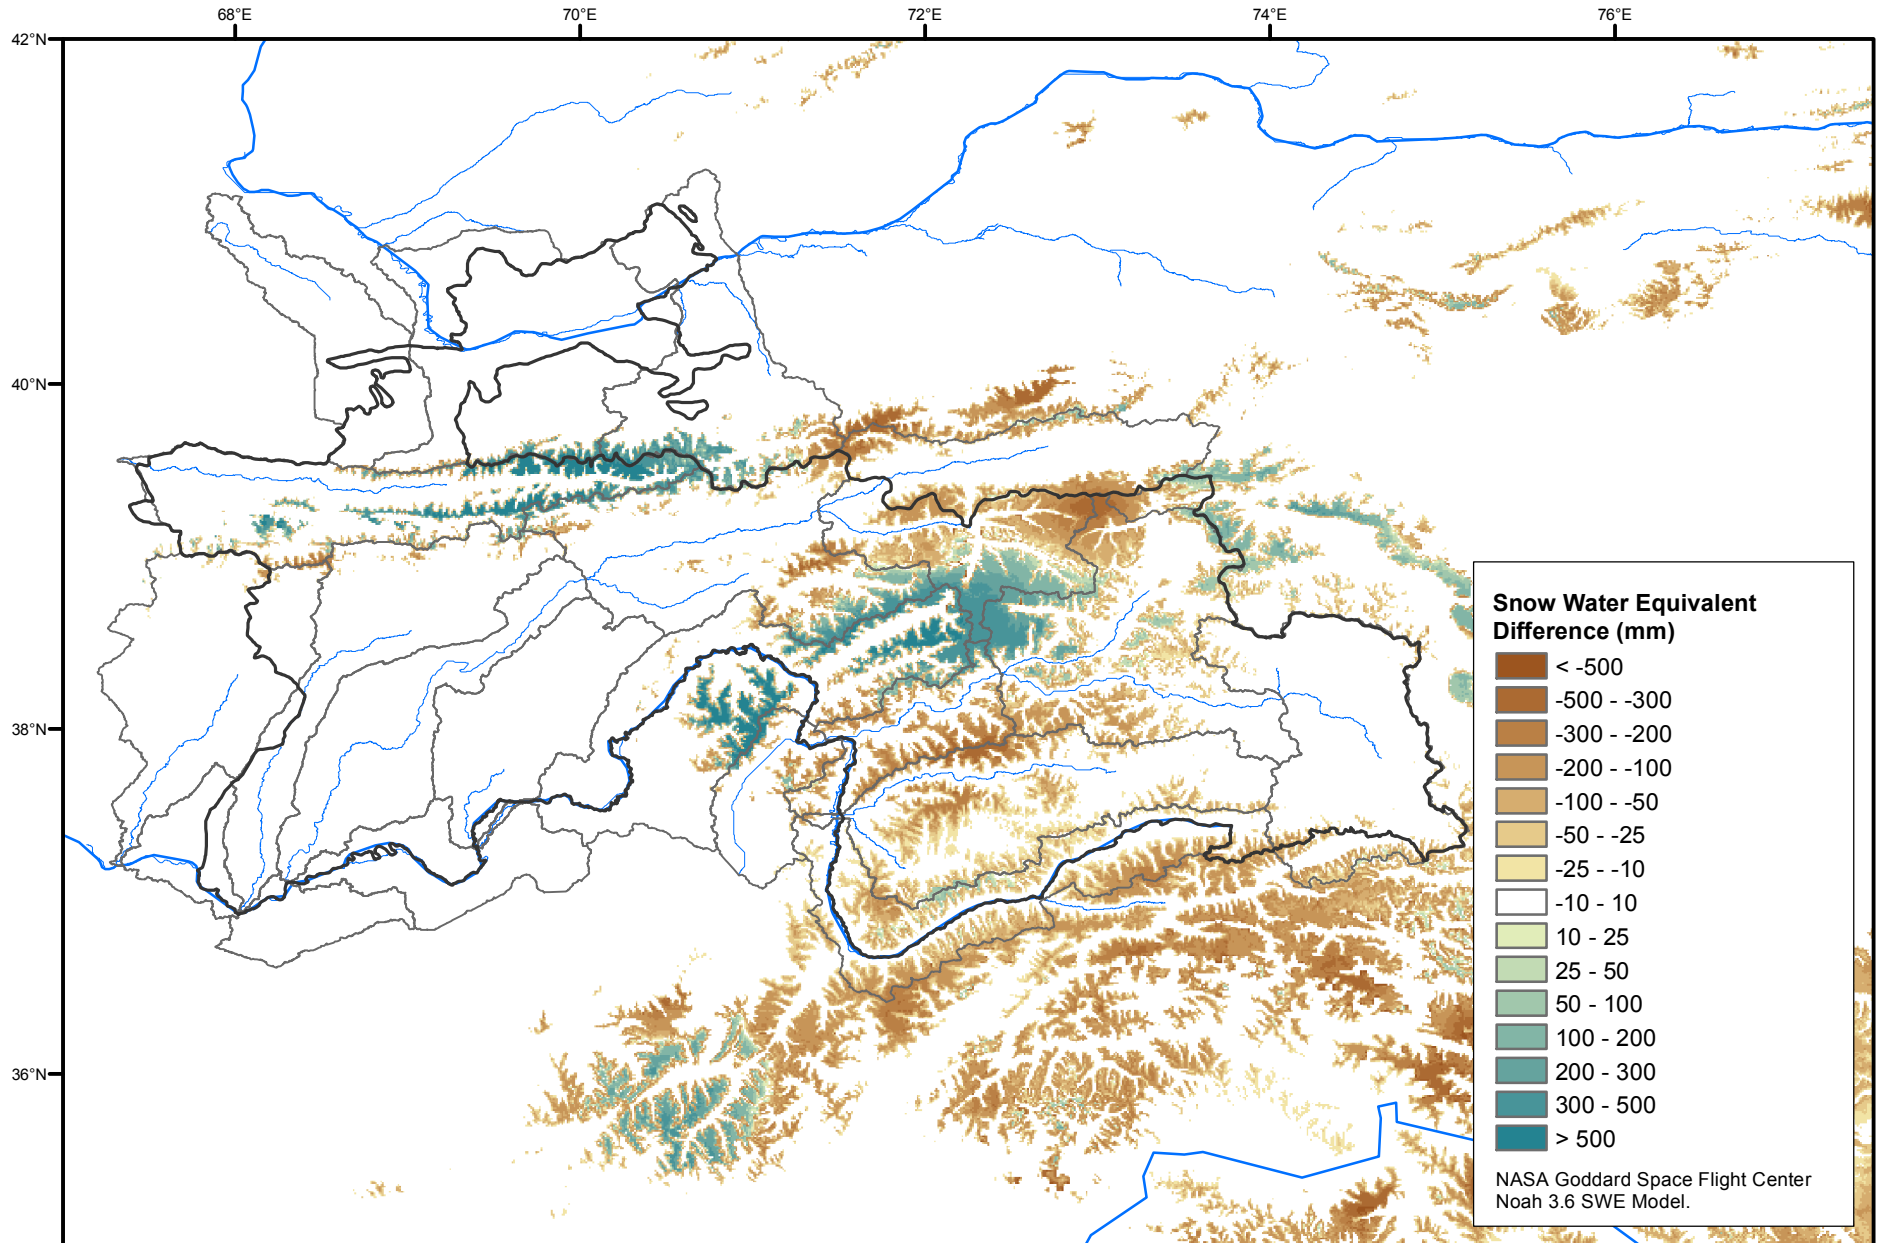 68°E
70°E
72°E
74°E
76°E
42°N
40°N
38°N
36°N
Snow Water Equivalent
Difference (mm)
< -500
-500 - -300
-300 - -200
-200 - -100
-100 - -50
-50 - -25
-25 - -10
-10 - 10
10 - 25
25 - 50
50 - 100
100 - 200
200 - 300
300 - 500
> 500
NASA Goddard Space Flight Center
Noah 3.6 SWE Model.